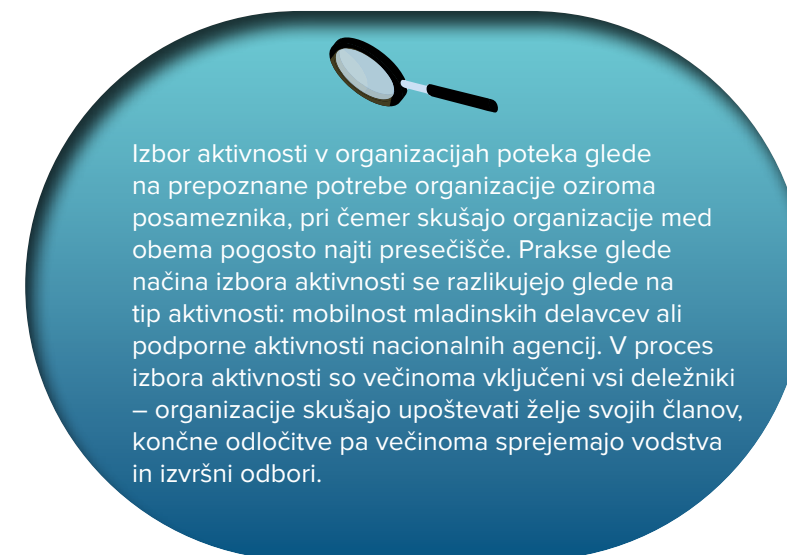 Izbor aktivnosti v organizacijah poteka glede
na prepoznane potrebe organizacije oziroma
posameznika, pri čemer skušajo organizacije med
obema pogosto najti presečišče. Prakse glede
načina izbora aktivnosti se razlikujejo glede na
tip aktivnosti: mobilnost mladinskih delavcev ali
podporne aktivnosti nacionalnih agencij. V proces
izbora aktivnosti so večinoma vključeni vsi deležniki
– organizacije skušajo upoštevati želje svojih članov,
končne odločitve pa večinoma sprejemajo vodstva
in izvršni odbori.